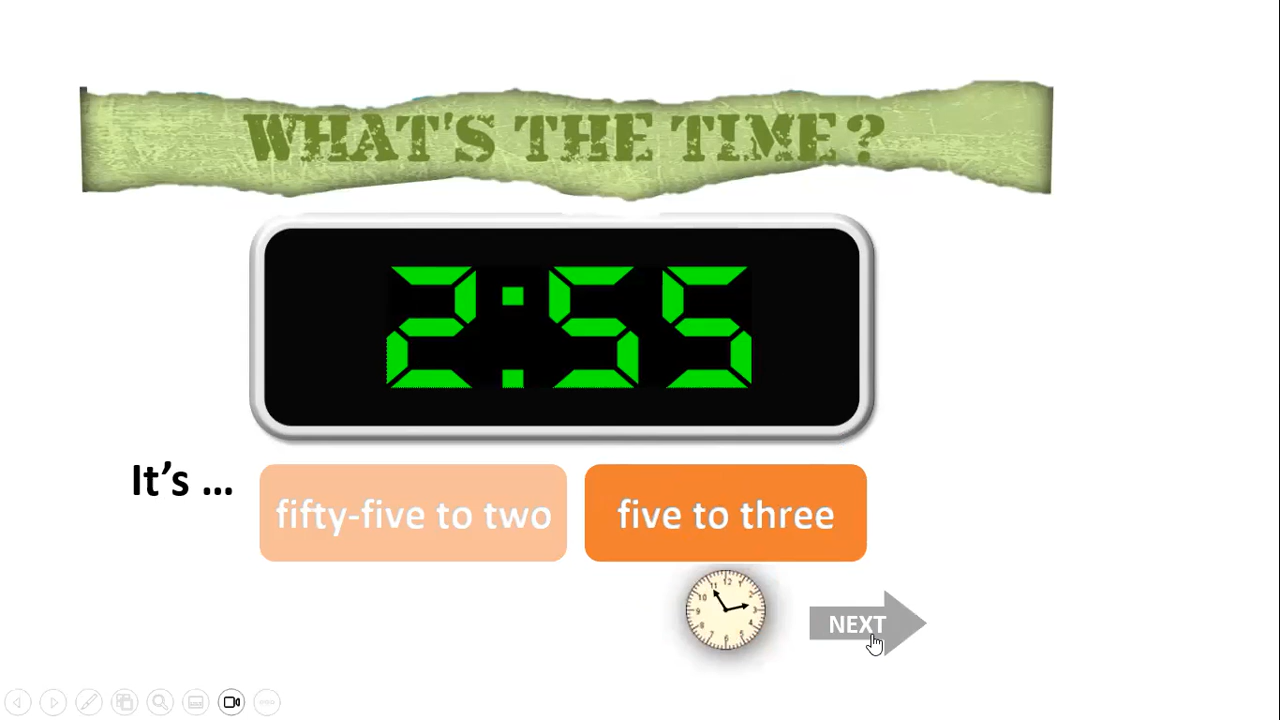 WHAT'S THE TIME?
2:55
It's ...
fifty-five to two
five to three
NEXT